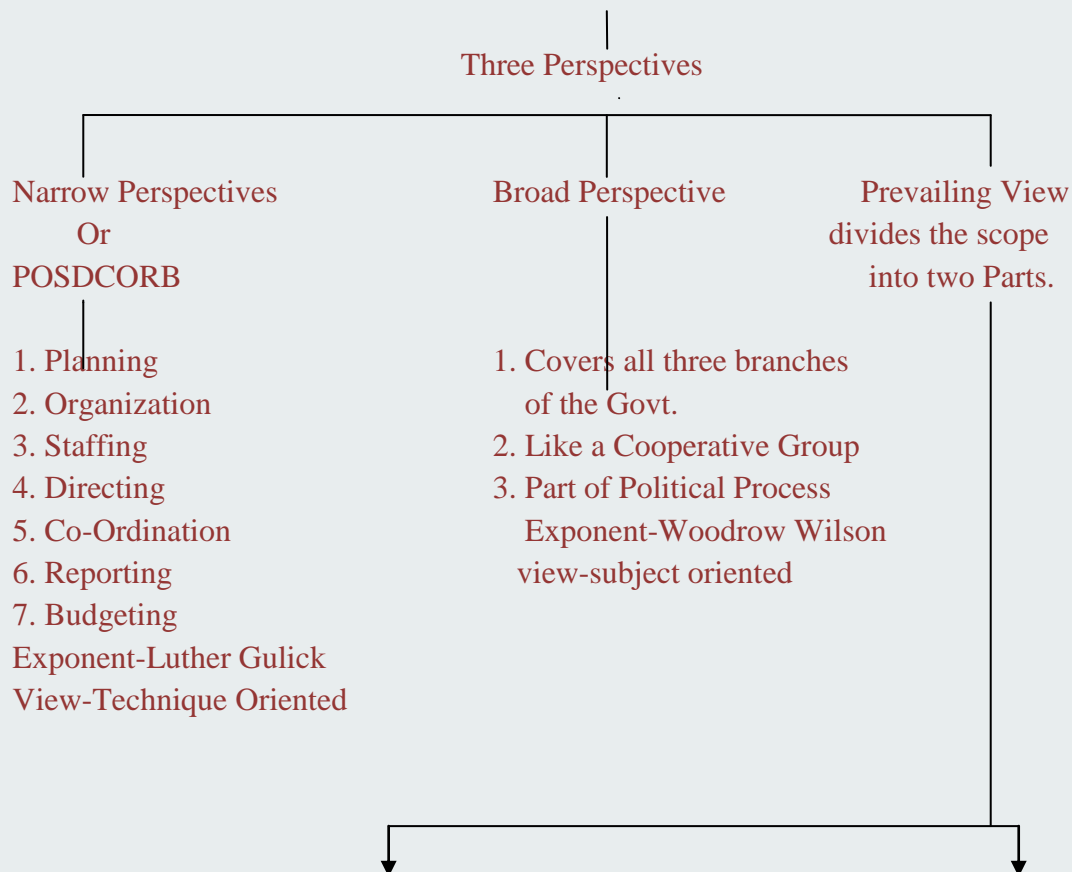 Three Perspectives
Narrow Perspectives
Or
POSDCORB
1. Planning
2. Organization
3. Staffing
4. Directing
5. Co-Ordination
6. Reporting
7. Budgeting
Exponent-Luther Gulick
View-Technique Oriented
Broad Perspective
1. Covers all three branches
of the Govt.
2. Like a Cooperative Group
3. Part of Political Process
Exponent-Woodrow Wilson
view-subject oriented
Prevailing View
divides the scope
into two Parts.